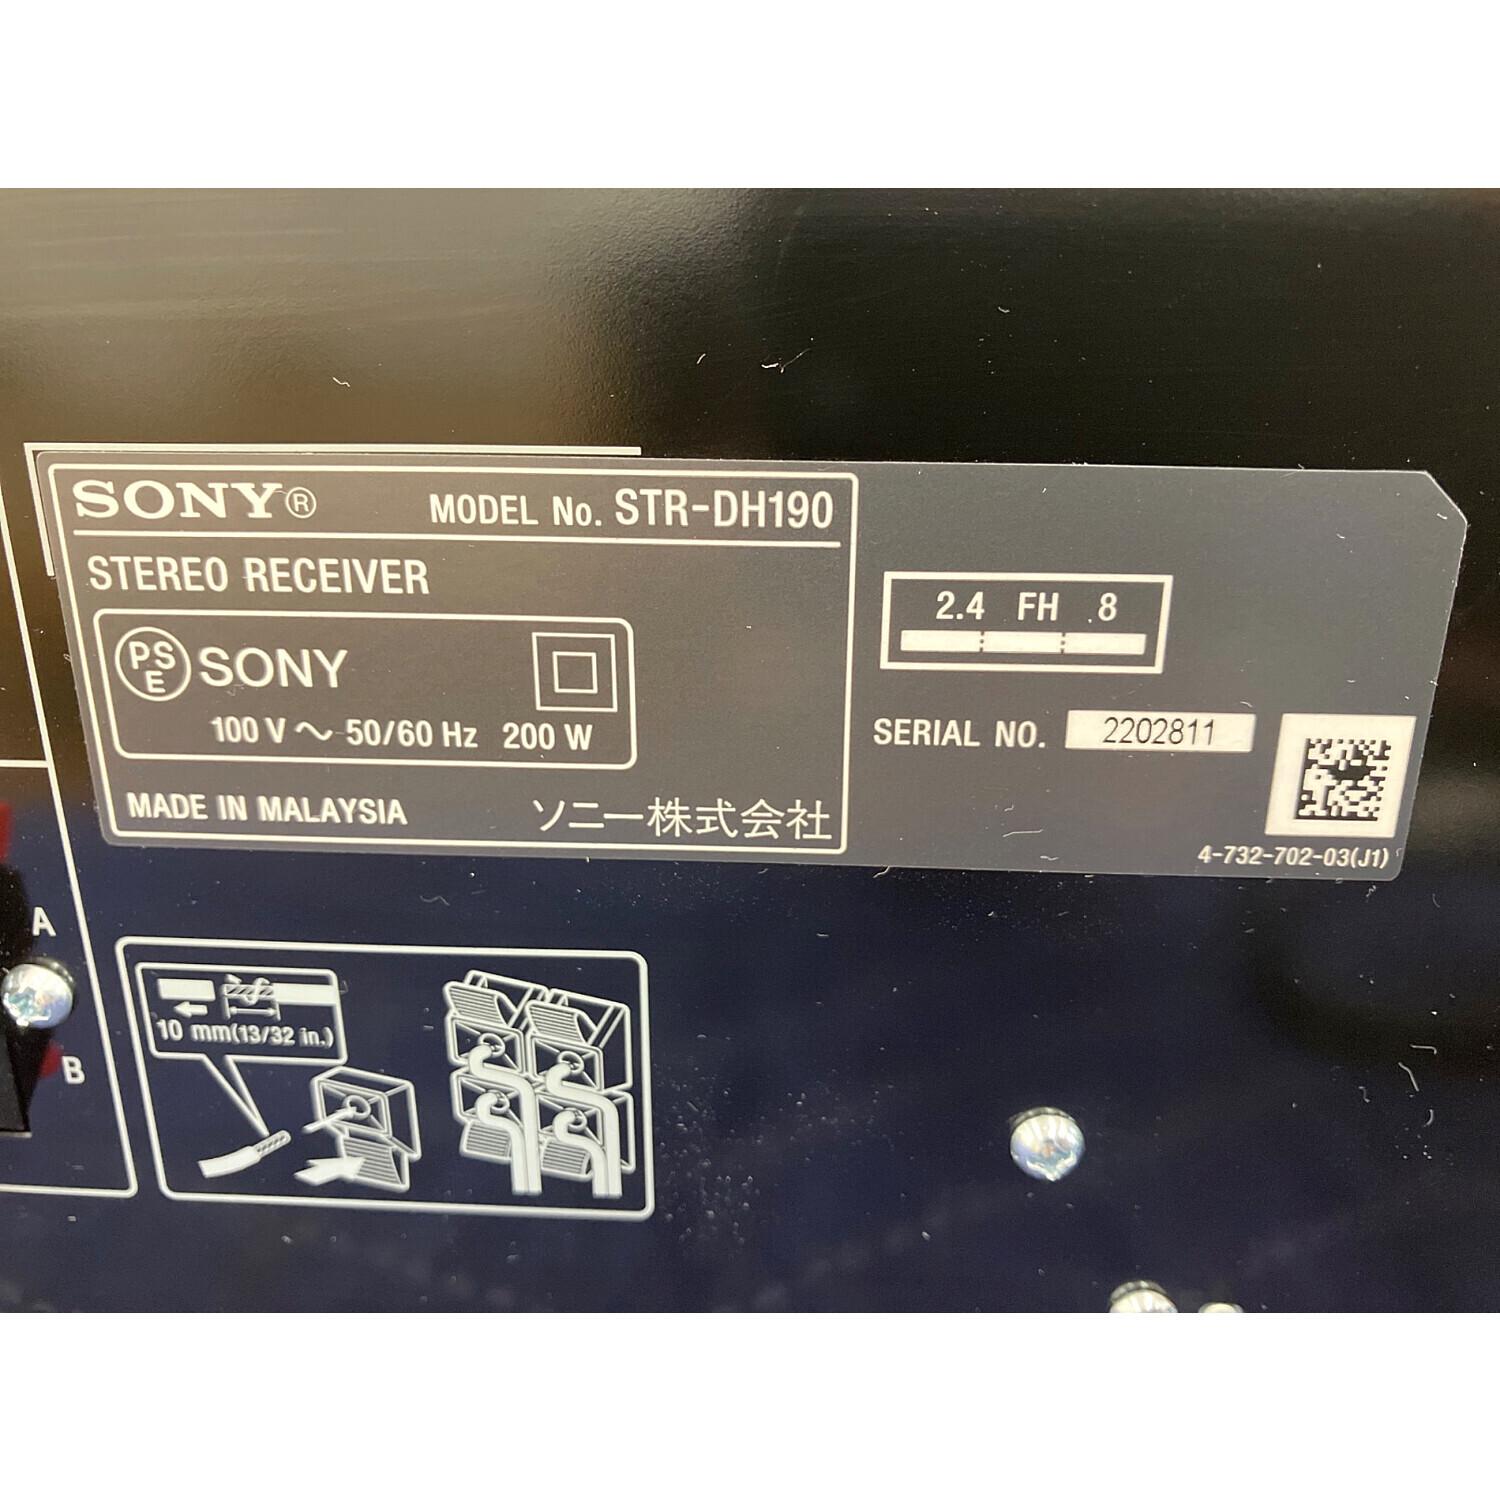 SONY® MODEL No. STR-DH190
STEREO RECEIVER
PSE SONY
100 V ～ 50/60 Hz 200 W
MADE IN MALAYSIA ソニー株式会社
2.4 FH .8
SERIAL NO. 2202811
4-732-702-03(J1)
A
B
10 mm(13/32 in.)